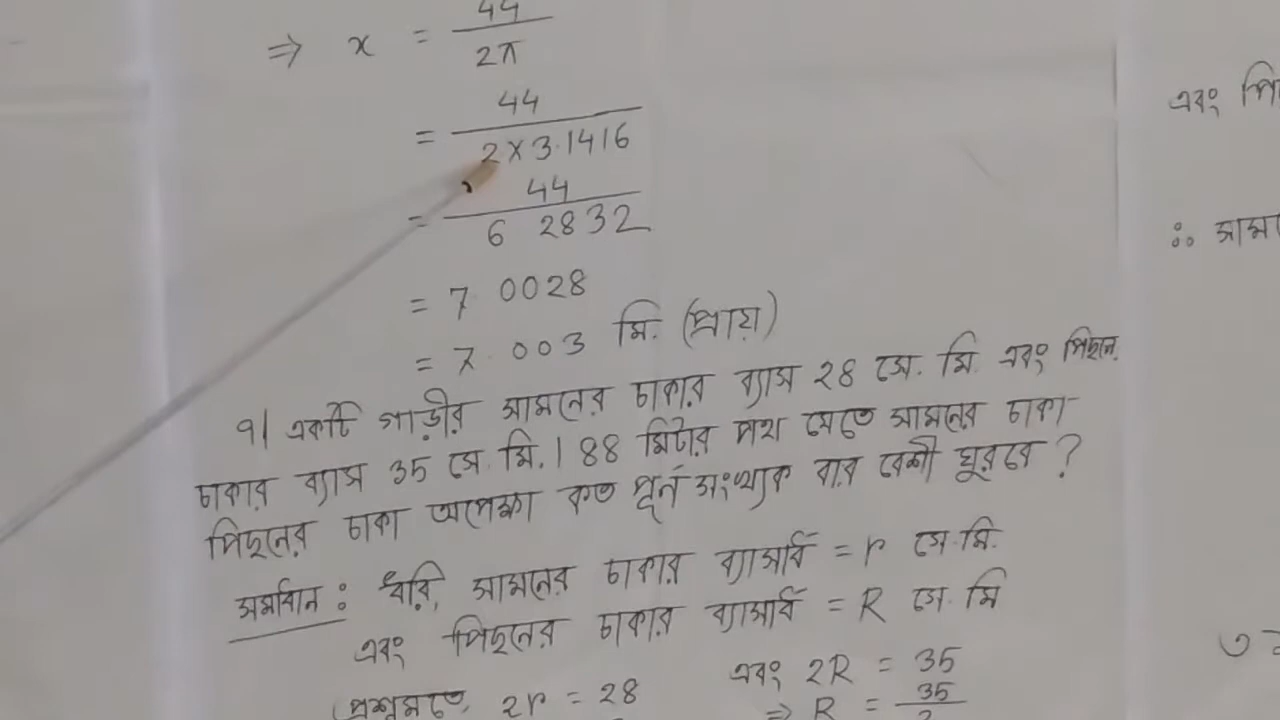 ⇒ x = 44/2π
= 44/2×3.1416
= 44/6 2832
= 7 0028
= 7.003 মি. (প্রায়)
৭। একটি গাড়ীর সামনের চাকার ব্যাস 28 সে. মি. এবং পিছনে
চাকার ব্যাস 35 সে. মি. । 88 মিটার পথ যেতে সামনের চাকা
পিছনের চাকা অপেক্ষা কত পূর্ন সংখ্যক বার বেশী ঘুরবে ?
সমাধান : ধরি, সামনের চাকার ব্যাসার্ধ = r সে.মি.
এবং পিছনের চাকার ব্যাসার্ধ = R সে. মি
প্রশ্নমতে, 2r = 28 এবং 2R = 35
⇒ R = 35/2
এবং
∴